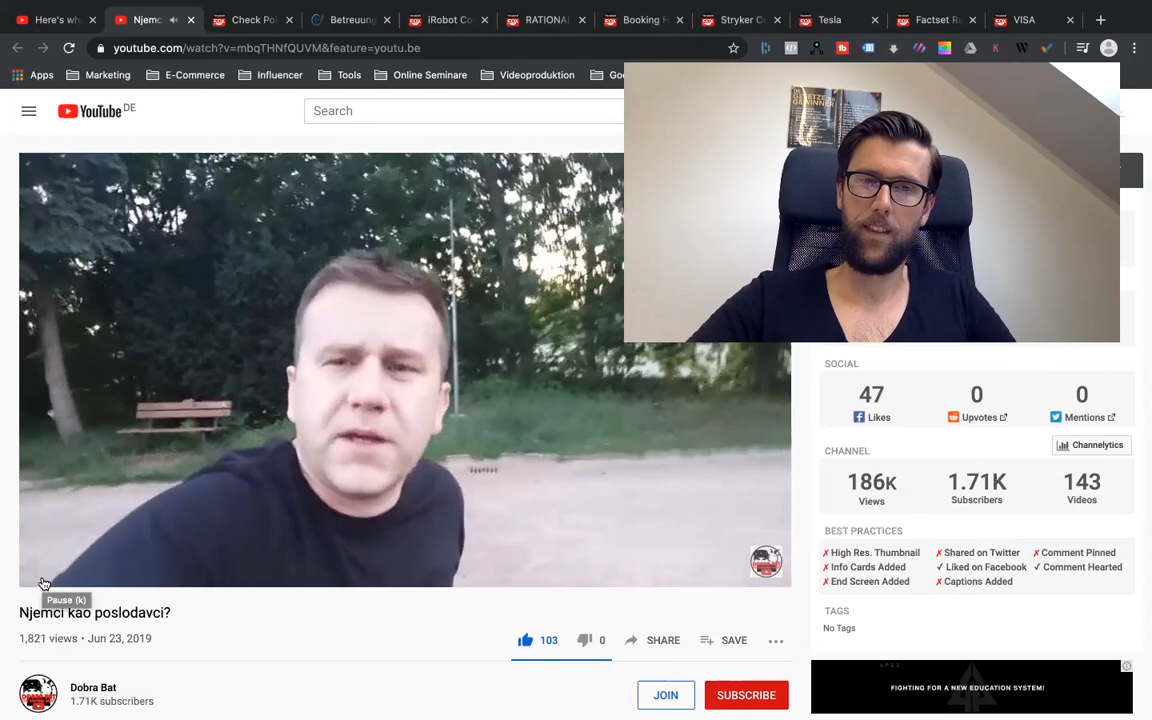 Here's wh
Njemc
Check Poi
Betreuung
iRobot Co
RATIONAL
Booking H
Stryker Co
Tesla
Factset Re
VISA
youtube.com/watch?v=mbqTHNfQUVM&feature=youtu.be
Apps
Marketing
E-Commerce
Influencer
Tools
Online Seminare
Videoproduktion
YouTube DE
Search
GESETZE DER
GEWINNER
SOCIAL
47 0 0
Likes Upvotes Mentions
CHANNEL
Channelytics
186K 1.71K 143
Views Subscribers Videos
BEST PRACTICES
✗ High Res. Thumbnail ✗ Shared on Twitter ✗ Comment Pinned
✗ Info Cards Added ✓ Liked on Facebook ✓ Comment Hearted
✗ End Screen Added ✗ Captions Added
TAGS
No Tags
Pause (k)
Njemci kao poslodavci?
1,821 views • Jun 23, 2019
103 0 SHARE SAVE
Dobra Bat
1.71K subscribers
JOIN
SUBSCRIBE
APEX
FIGHTING FOR A NEW EDUCATION SYSTEM!